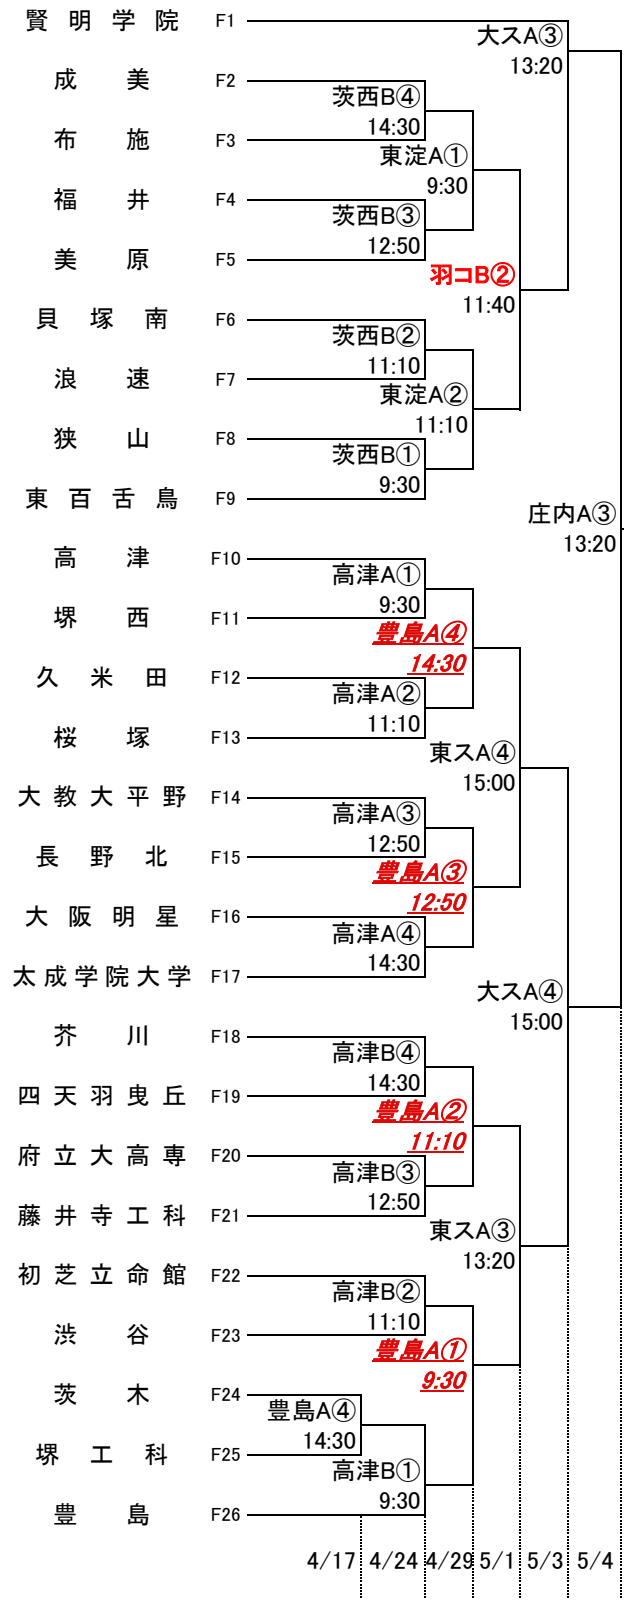 賢明学院 F1
大スA③
13:20
成美 F2
茨西B④
14:30
布施 F3
東淀A①
9:30
福井 F4
茨西B③
12:50
美原 F5
羽コB②
11:40
貝塚南 F6
茨西B②
11:10
浪速 F7
東淀A②
11:10
狭山 F8
茨西B①
9:30
東百舌鳥 F9
庄内A③
13:20
高津 F10
高津A①
9:30
堺西 F11
豊島A④
14:30
久米田 F12
高津A②
11:10
桜塚 F13
東スA④
15:00
大教大平野 F14
高津A③
12:50
長野北 F15
豊島A③
12:50
大阪明星 F16
高津A④
14:30
太成学院大学 F17
大スA④
15:00
芥川 F18
高津B④
14:30
四天羽曳丘 F19
豊島A②
11:10
府立大高専 F20
高津B③
12:50
藤井寺工科 F21
東スA③
13:20
初芝立命館 F22
高津B②
11:10
渋谷 F23
豊島A①
9:30
茨木 F24
豊島A④
14:30
堺工科 F25
高津B①
9:30
豊島 F26
4/17 4/24 4/29 5/1 5/3 5/4